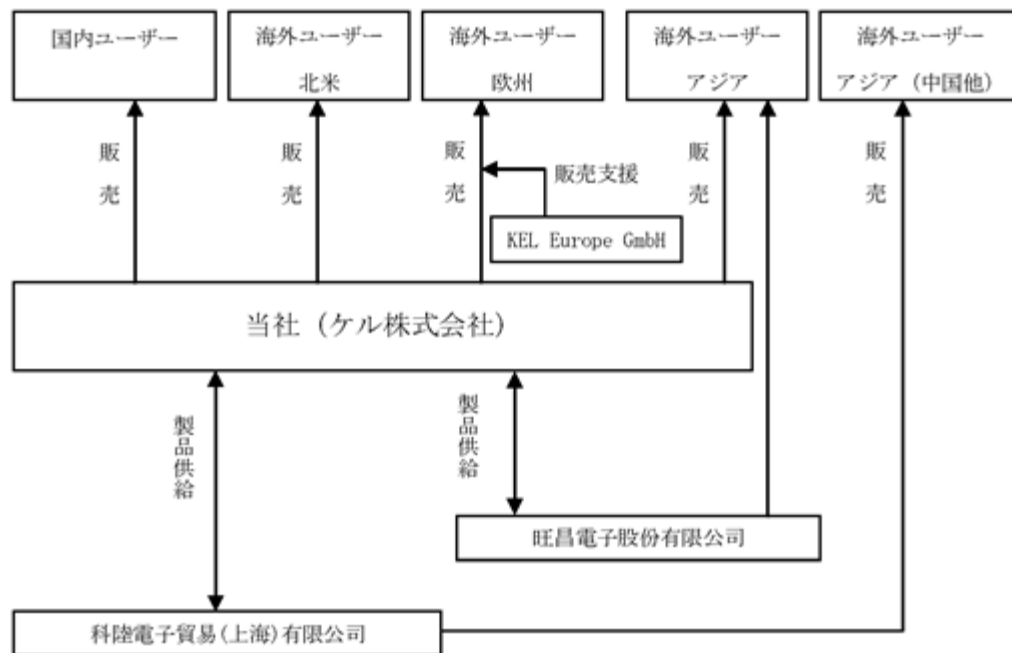 国内ユーザー
海外ユーザー
北米
海外ユーザー
欧州
海外ユーザー
アジア
海外ユーザー
アジア（中国他）
販売
販売
販売
販売支援
販売
販売
KEL Europe GmbH
当社（ケル株式会社）
製品供給
製品供給
旺昌電子股份有限公司
科陸電子貿易(上海)有限公司